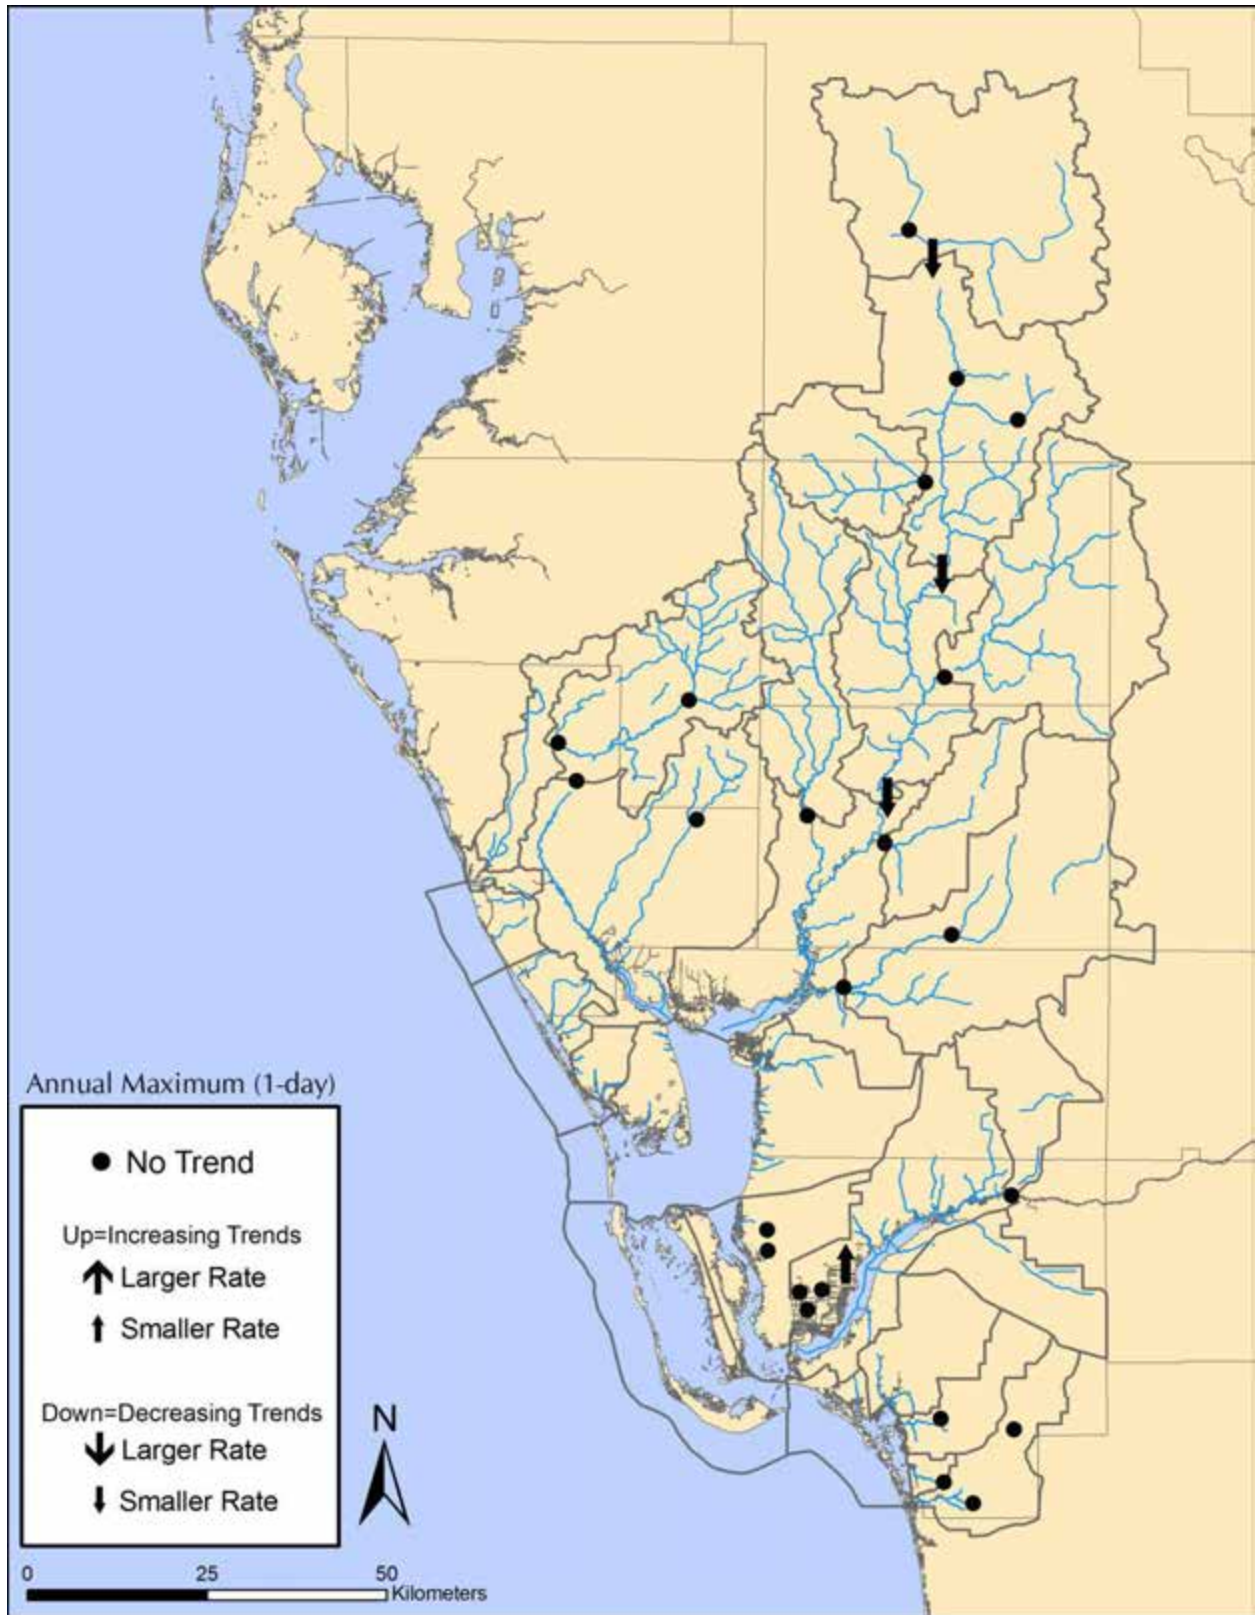 Annual Maximum (1-day)
No Trend
Up=Increasing Trends
Larger Rate
Smaller Rate
Down=Decreasing Trends
Larger Rate
Smaller Rate
N
0 25 50
Kilometers